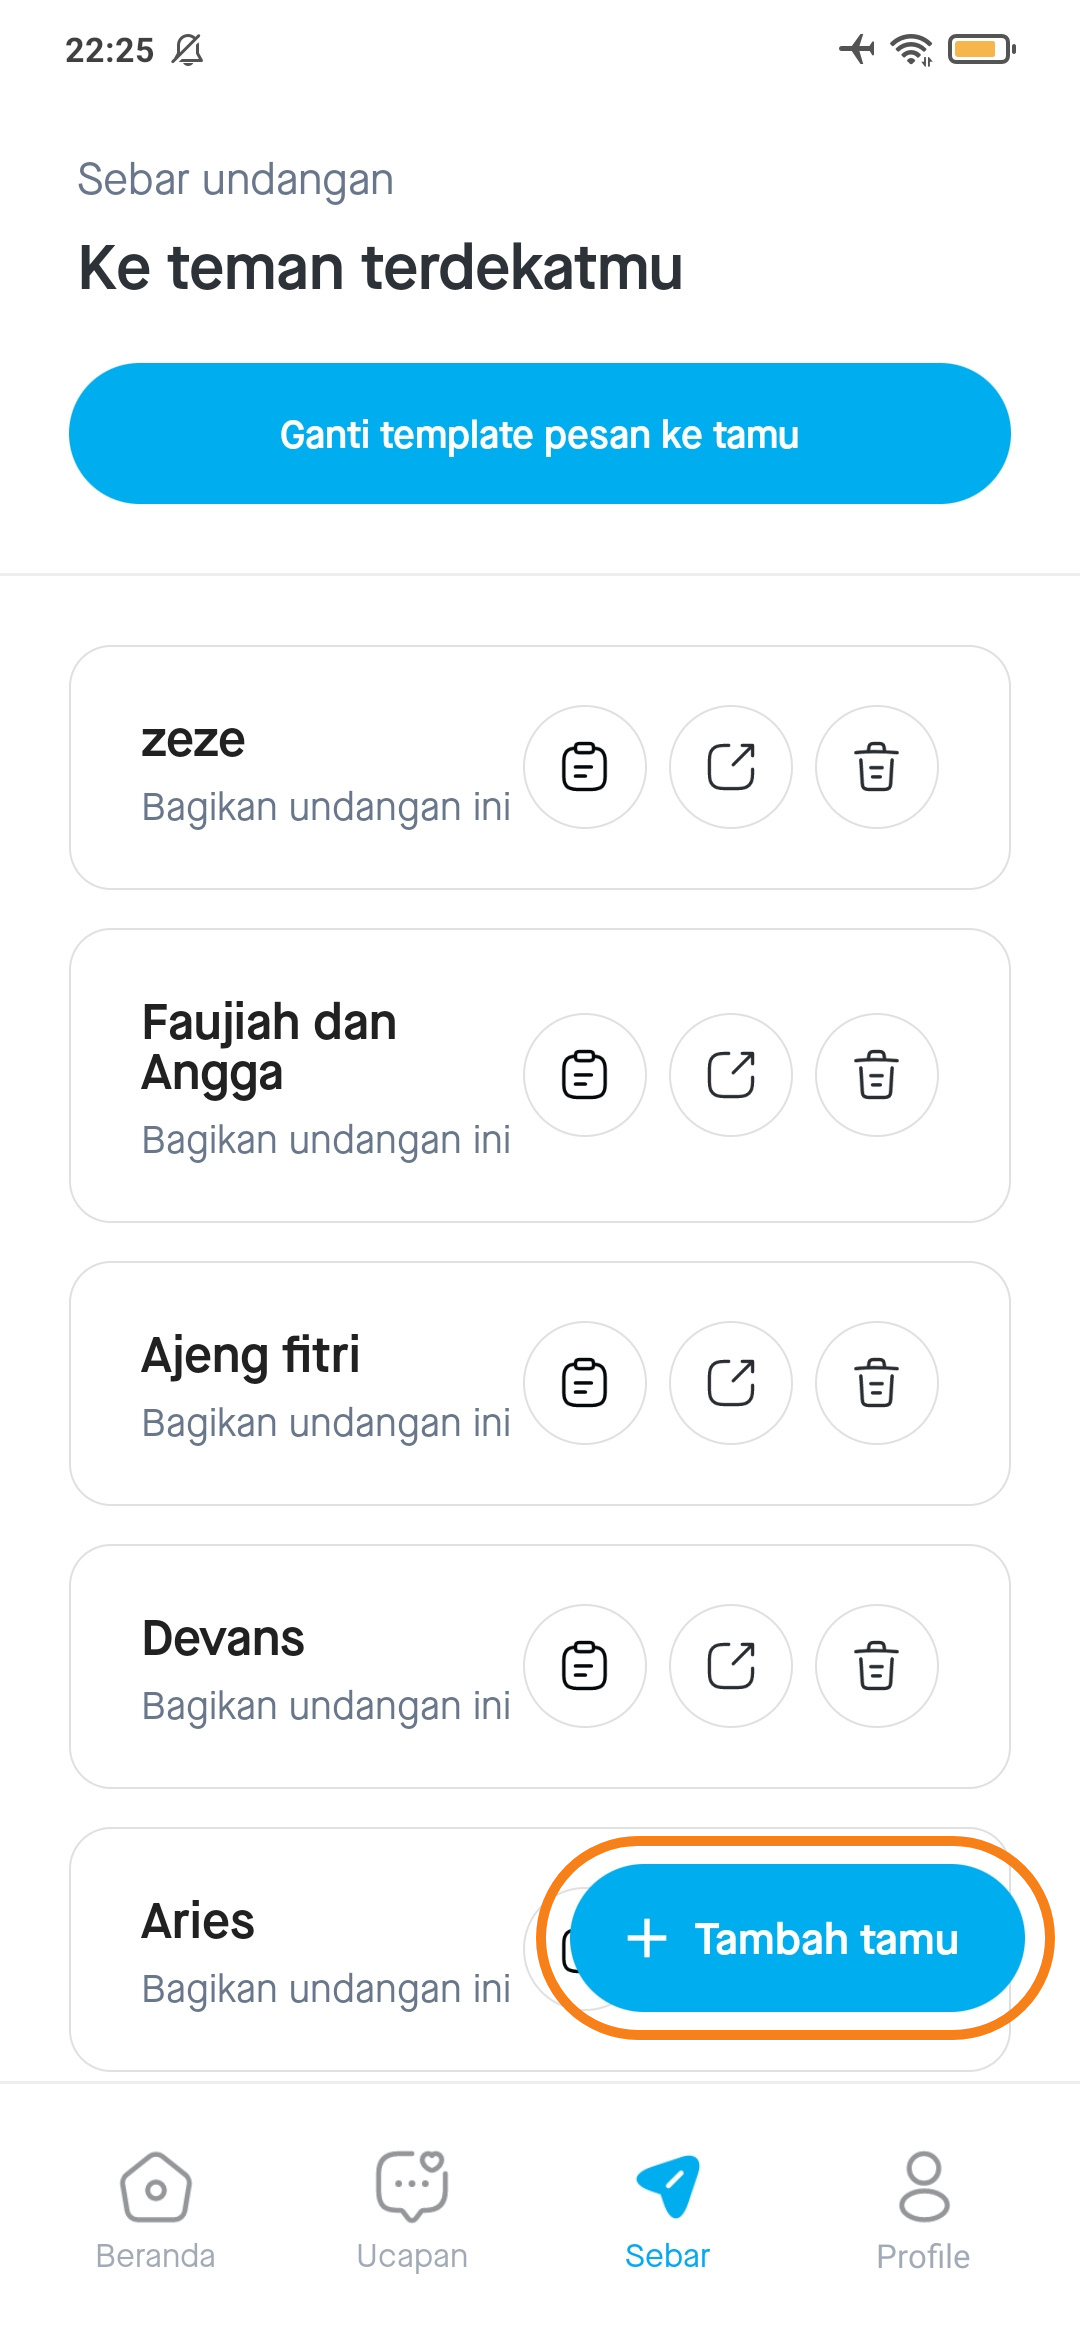 22:25
Sebar undangan
Ke teman terdekatmu
Ganti template pesan ke tamu
zeze
Bagikan undangan ini
Faujiah dan
Angga
Bagikan undangan ini
Ajeng fitri
Bagikan undangan ini
Devans
Bagikan undangan ini
Aries
Bagikan undangan ini
+ Tambah tamu
Beranda
Ucapan
Sebar
Profile